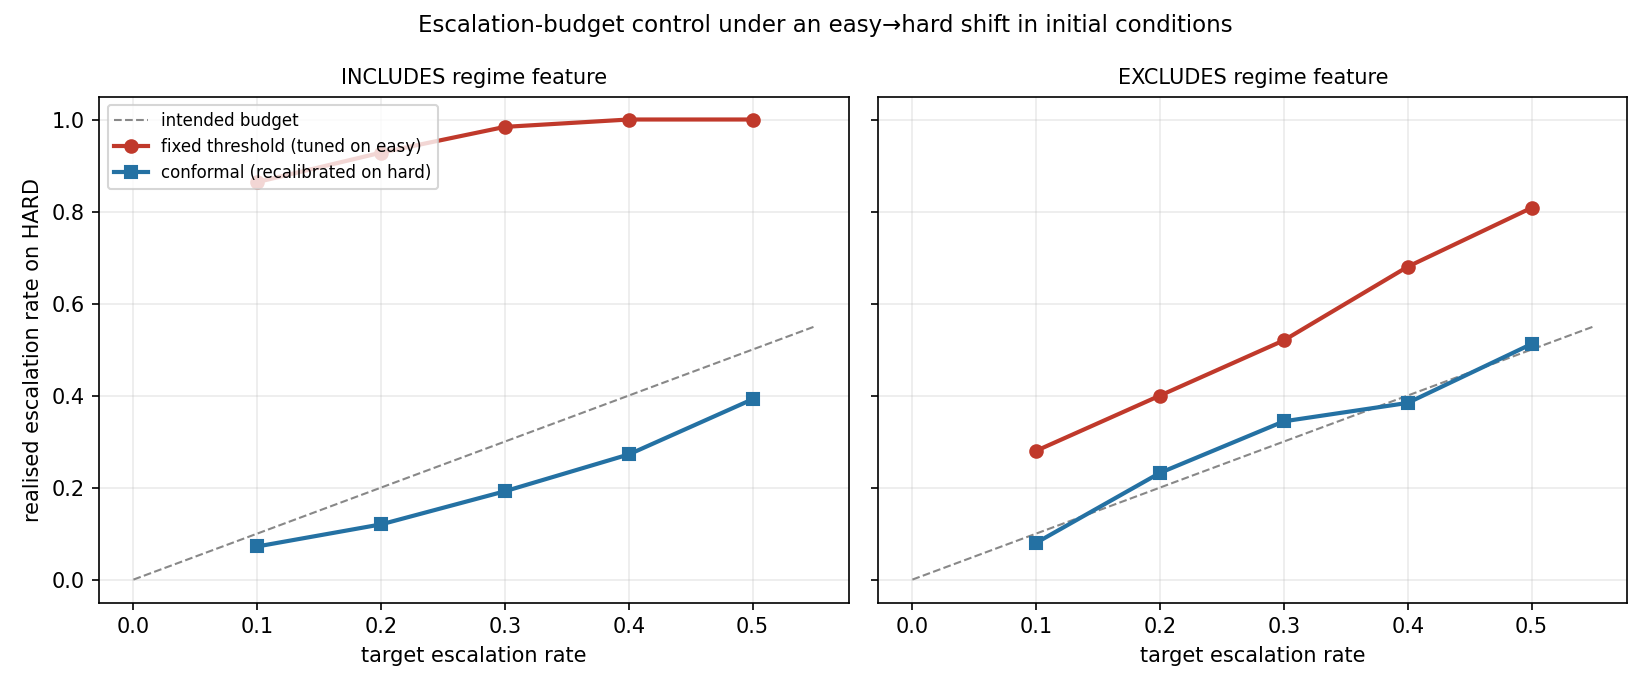 Escalation-budget control under an easy→hard shift in initial conditions
INCLUDES regime feature
EXCLUDES regime feature
intended budget
fixed threshold (tuned on easy)
conformal (recalibrated on hard)
realised escalation rate on HARD
1.0
0.8
0.6
0.4
0.2
0.0
0.0 0.1 0.2 0.3 0.4 0.5
0.0 0.1 0.2 0.3 0.4 0.5
target escalation rate
target escalation rate